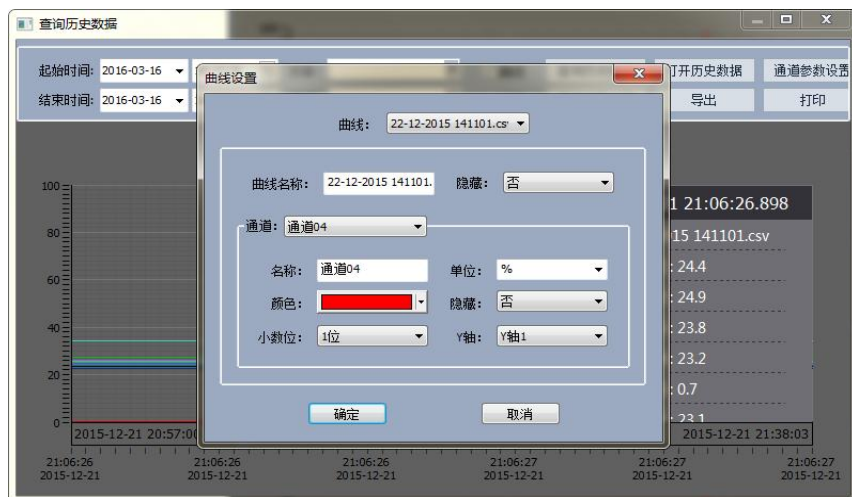 查询历史数据
起始时间: 2016-03-16
打开历史数据 通道参数设置
结束时间: 2016-03-16
导出 打印
曲线设置
曲线: 22-12-2015 141101.cs
曲线名称: 22-12-2015 141101. 隐藏: 否
通道: 通道04
名称: 通道04 单位: %
颜色: 隐藏: 否
小数位: 1位 Y轴: Y轴1
确定 取消
100
80
60
40
20
0
1 21:06:26.898
15 141101.csv
: 24.4
: 24.9
: 23.8
: 23.2
: 0.7
: 23.1
2015-12-21 20:57:00
2015-12-21 21:38:03
21:06:26 21:06:26 21:06:26 21:06:27 21:06:27 21:06:27
2015-12-21 2015-12-21 2015-12-21 2015-12-21 2015-12-21 2015-12-21